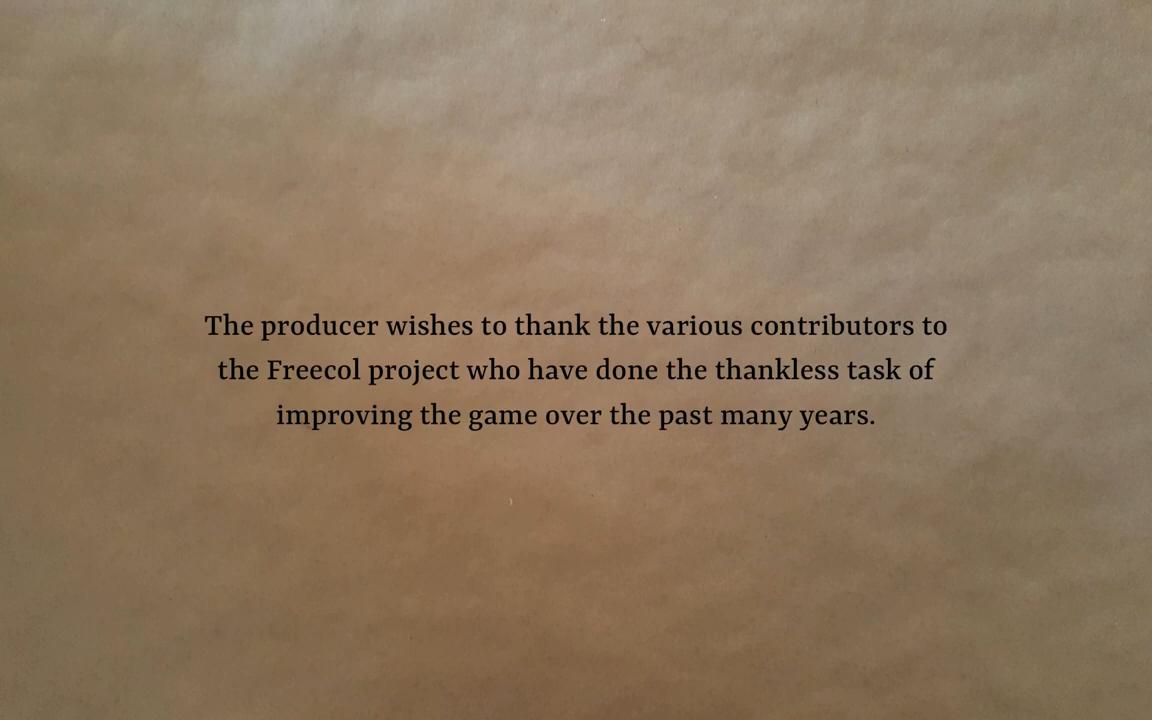 The producer wishes to thank the various contributors to
the Freecol project who have done the thankless task of
improving the game over the past many years.